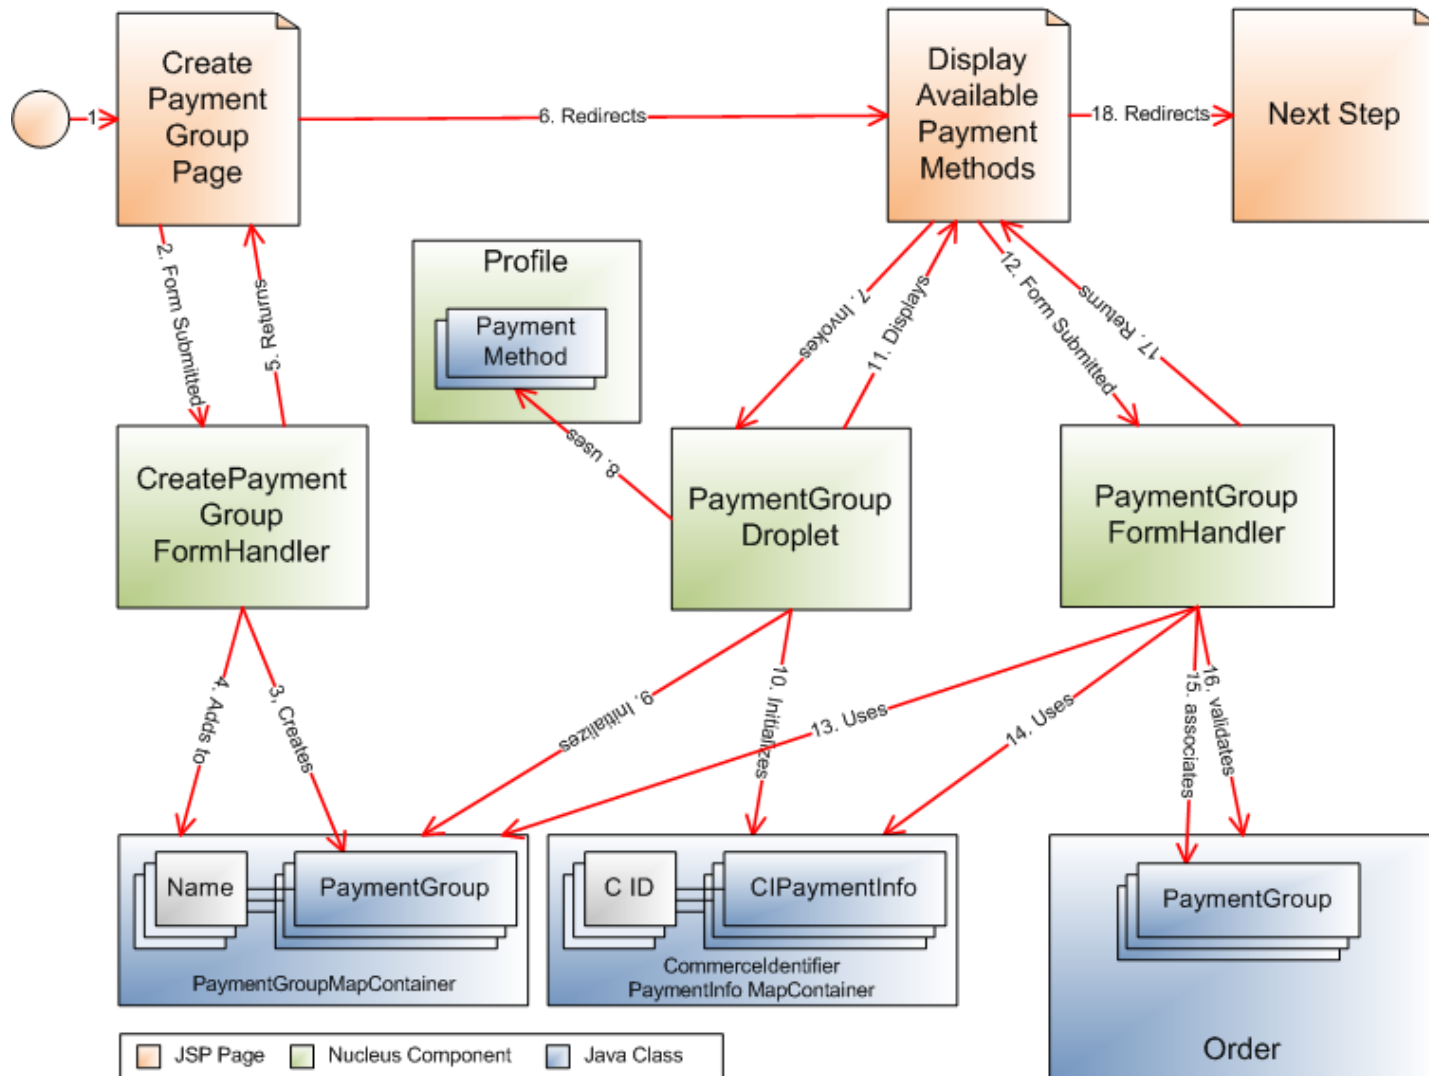 Create
Payment
Group
Page
Display
Available
Payment
Methods
Next Step
1
6. Redirects
18. Redirects
2. Form Submitted
5. Returns
Profile
Payment
Method
7. Invokes
11. Displays
12. Form Submitted
17. Returns
8. uses
CreatePayment
Group
FormHandler
PaymentGroup
Droplet
PaymentGroup
FormHandler
4. Adds to
3, Creates
9. Initializes
10. Initializes
13. Uses
14. Uses
15. associates
16. validates
Name
PaymentGroup
PaymentGroupMapContainer
C ID
CIPaymentInfo
CommerceIdentifier
PaymentInfo MapContainer
PaymentGroup
Order
JSP Page
Nucleus Component
Java Class